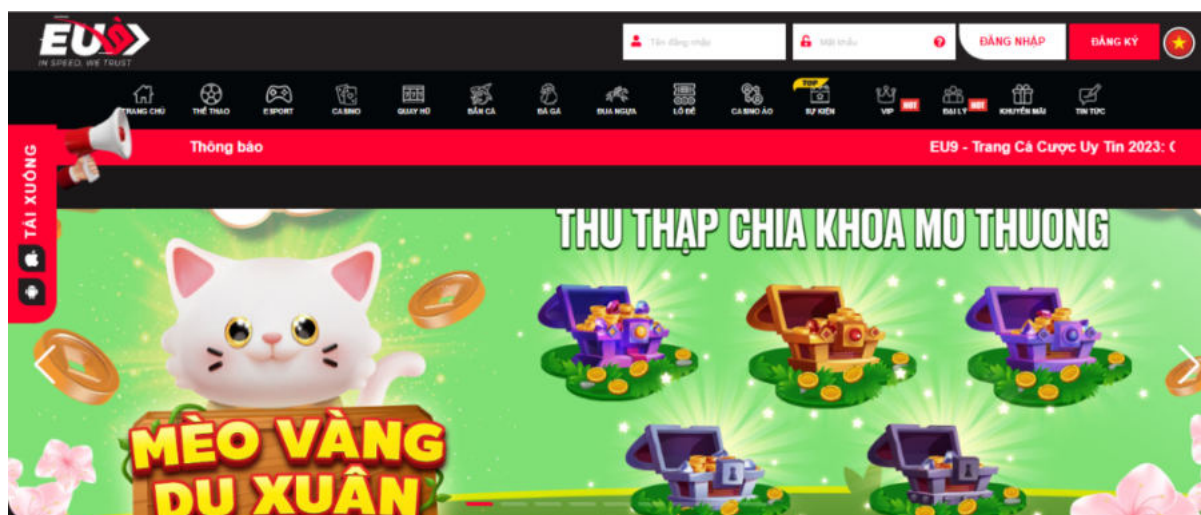 EU9
IN SPEED, WE TRUST
Tên đăng nhập
Mật khẩu
ĐĂNG NHẬP
ĐĂNG KÝ
TRANG CHỦ
THỂ THAO
ESPORT
CASINO
QUAY HŨ
BẮN CÁ
ĐÁ GÀ
ĐUA NGỰA
LÔ ĐỀ
CASINO ẢO
TOP
SỰ KIỆN
VIP
HOT
ĐẠI LÝ
HOT
KHUYẾN MÃI
TIN TỨC
Thông báo
EU9 - Trang Cá Cược Uy Tín 2023:
TẢI XUỐNG
THU THẬP CHÌA KHÓA MỞ THƯỞNG
MÈO VÀNG
DU XUÂN